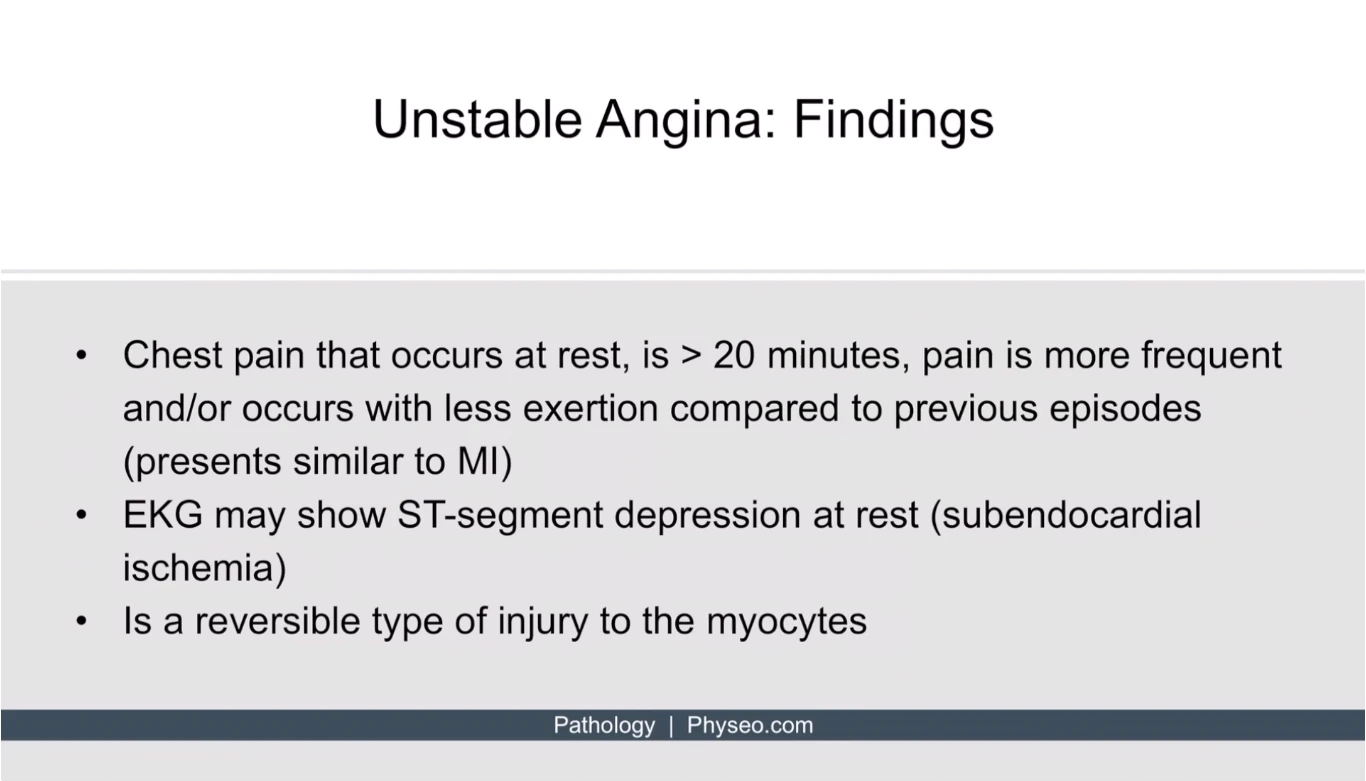 Unstable Angina: Findings
• Chest pain that occurs at rest, is > 20 minutes, pain is more frequent
and/or occurs with less exertion compared to previous episodes
(presents similar to MI)
• EKG may show ST-segment depression at rest (subendocardial
ischemia)
• Is a reversible type of injury to the myocytes
Pathology | Physeo.com